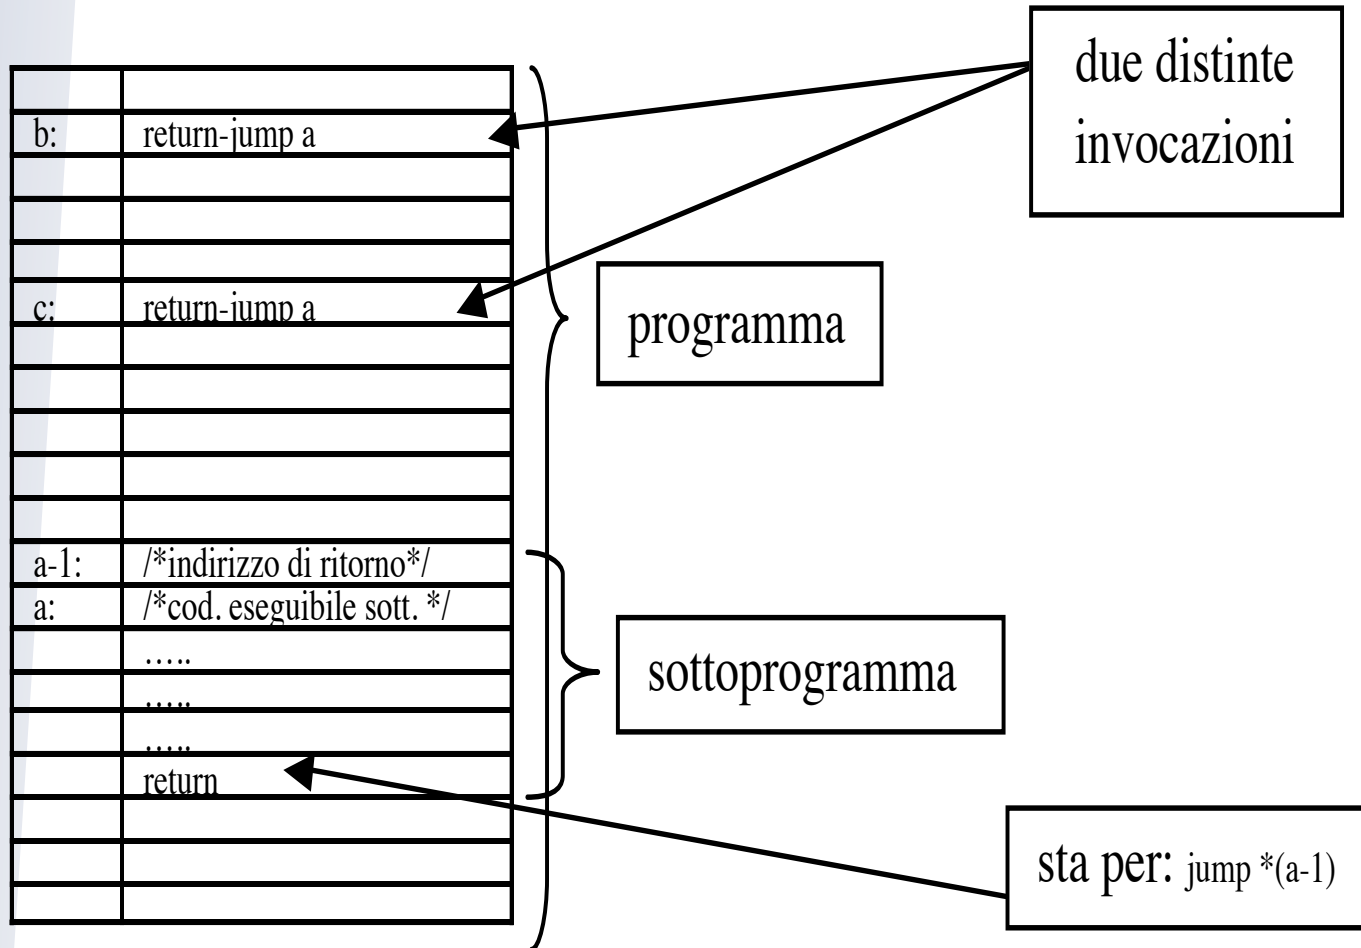 due distinte
invocazioni
b: return-jump a
c: return-jump a
programma
a-1: /*indirizzo di ritorno*/
a: /*cod. eseguibile sott. */
…..
…..
…..
return
sottoprogramma
sta per: jump *(a-1)